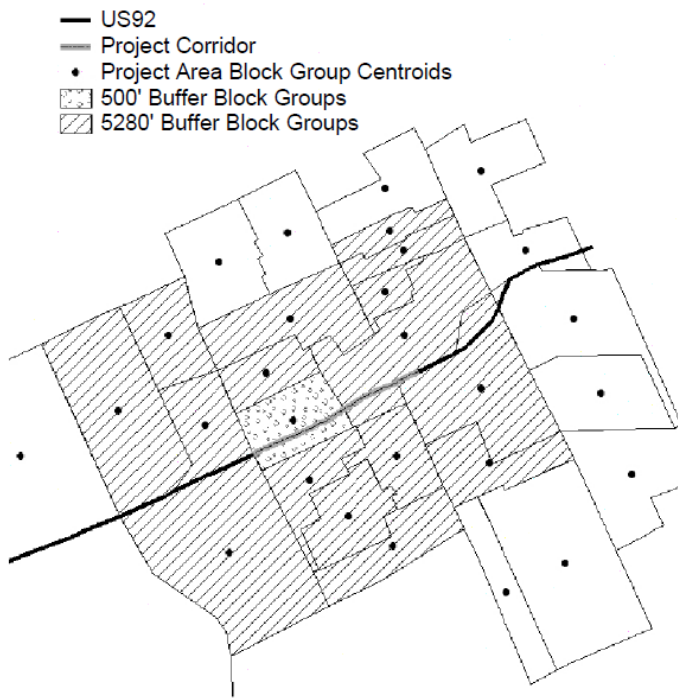 US92
Project Corridor
Project Area Block Group Centroids
500' Buffer Block Groups
5280' Buffer Block Groups